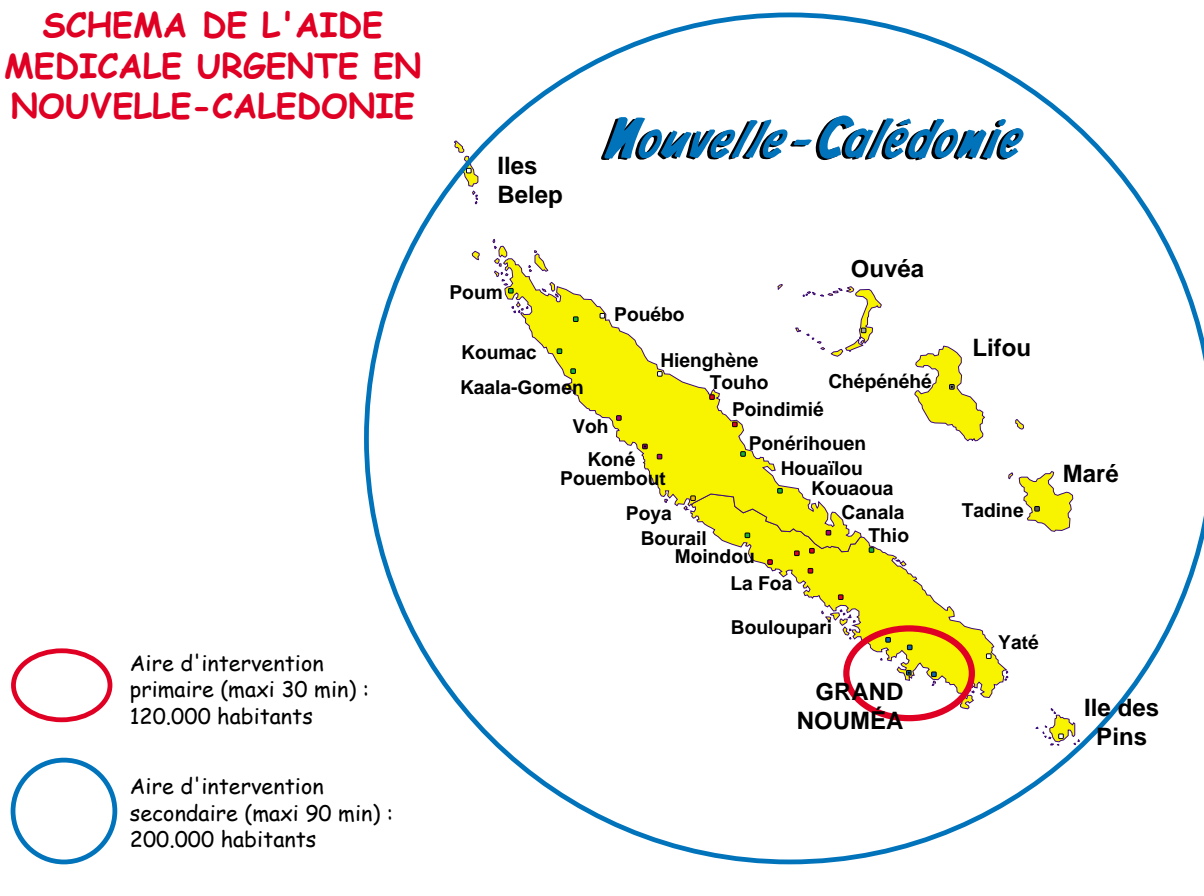 SCHEMA DE L'AIDE
MEDICALE URGENTE EN
NOUVELLE-CALEDONIE
Nouvelle-Calédonie
Iles
Belep
Ouvéa
Poum
Pouébo
Lifou
Koumac
Hienghène
Kaala-Gomen
Touho
Chépénéhé
Poindimié
Voh
Ponérihouen
Koné
Houaïlou
Pouembout
Kouaoua
Maré
Poya
Canala
Tadine
Bourail
Thio
Moindou
La Foa
Bouloupari
Yaté
GRAND
NOUMÉA
Ile des
Pins
Aire d'intervention
primaire (maxi 30 min) :
120.000 habitants
Aire d'intervention
secondaire (maxi 90 min) :
200.000 habitants